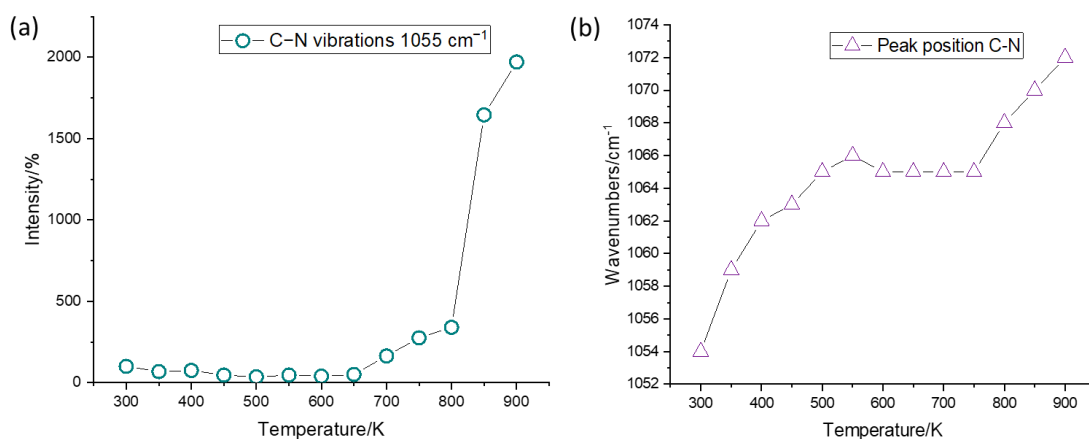 (a)
C−N vibrations 1055 cm⁻¹
2000
1500
1000
500
0
Intensity/%
300 400 500 600 700 800 900
Temperature/K
(b)
Peak position C-N
1074
1072
1070
1068
1066
1064
1062
1060
1058
1056
1054
1052
Wavenumbers/cm⁻¹
300 400 500 600 700 800 900
Temperature/K